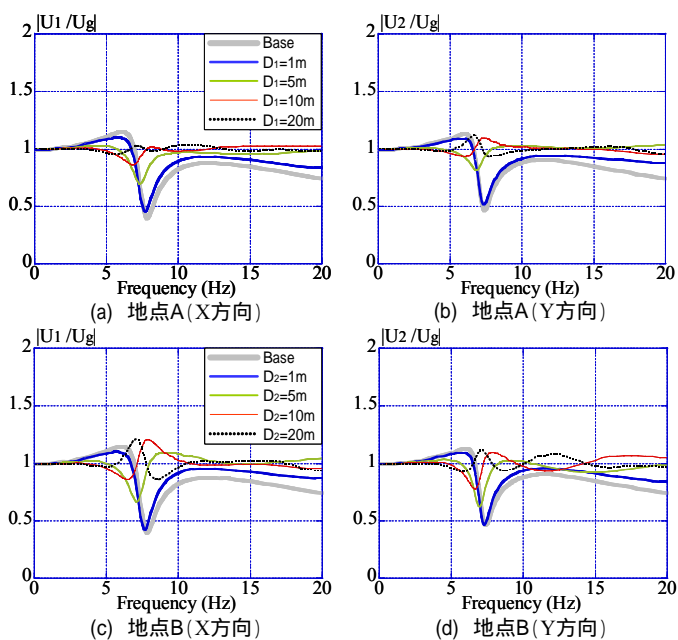 |U1 /Ug|
2
1.5
1
0.5
0
0 5 10 15 20
Base
D1=1m
D1=5m
D1=10m
D1=20m
Frequency (Hz)
(a) 地点A(X方向)
|U2 /Ug|
2
1.5
1
0.5
0
0 5 10 15 20
Frequency (Hz)
(b) 地点A(Y方向)
|U1 /Ug|
2
1.5
1
0.5
0
0 5 10 15 20
Base
D2=1m
D2=5m
D2=10m
D2=20m
Frequency (Hz)
(c) 地点B(X方向)
|U2 /Ug|
2
1.5
1
0.5
0
0 5 10 15 20
Frequency (Hz)
(d) 地点B(Y方向)